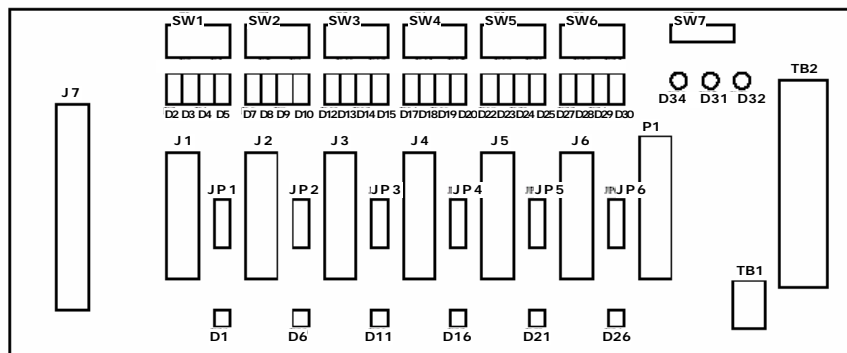 SW1 SW2 SW3 SW4 SW5 SW6 SW7
J7 TB2
D34 D31 D32
D2 D3 D4 D5 D7 D8 D9 D10 D12 D13 D14 D15 D17 D18 D19 D20 D22 D23 D24 D25 D27 D28 D29 D30
P1
J1 J2 J3 J4 J5 J6
JP1 JP2 JP3 JP4 JP5 JP6
TB1
D1 D6 D11 D16 D21 D26